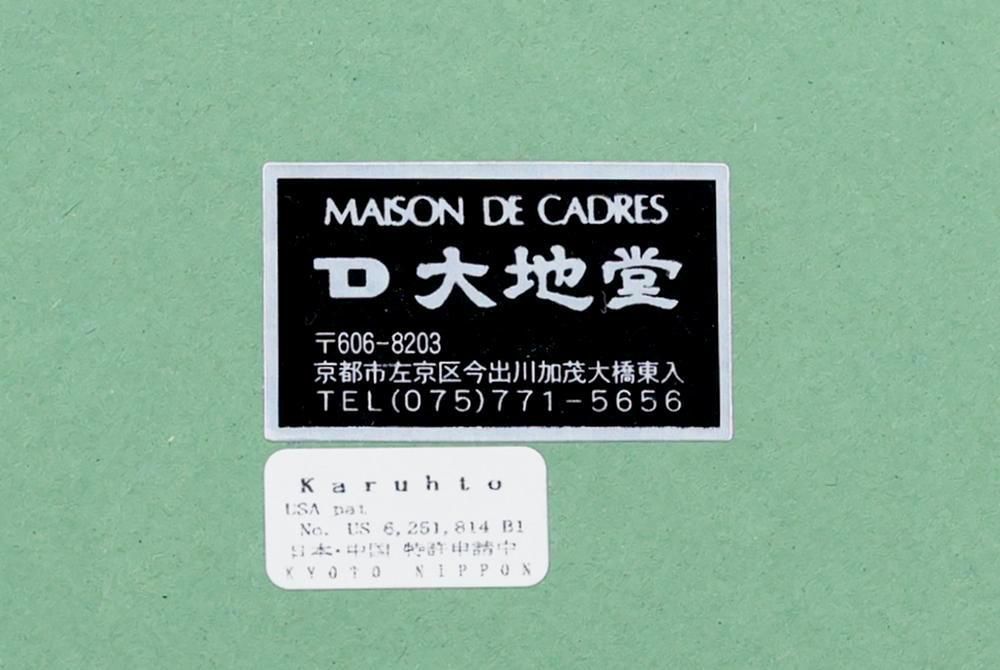 MAISON DE CADRES
D 大地堂
〒606-8203
京都市左京区今出川加茂大橋東入
TEL(075)771-5656
Karuhto
USA pat
No. US 6,251,814 B1
日本・中国 特許申請中
KYOTO NIPPON